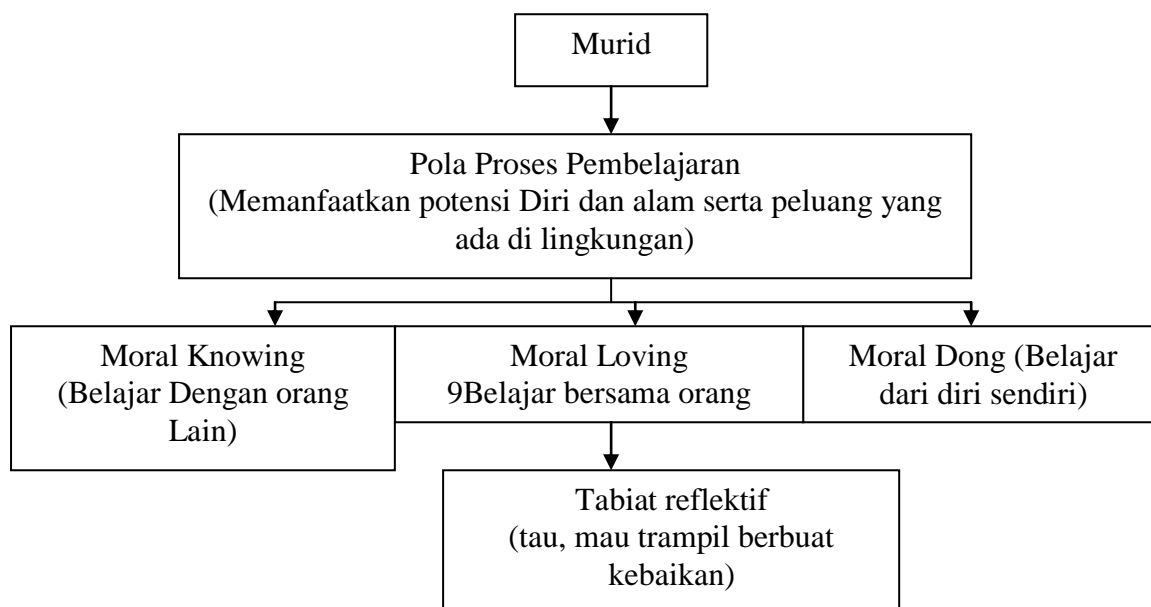 Murid
Pola Proses Pembelajaran
(Memanfaatkan potensi Diri dan alam serta peluang yang
ada di lingkungan)
Moral Knowing
(Belajar Dengan orang
Lain)
Moral Loving
9Belajar bersama orang
Moral Dong (Belajar
dari diri sendiri)
Tabiat reflektif
(tau, mau trampil berbuat
kebaikan)